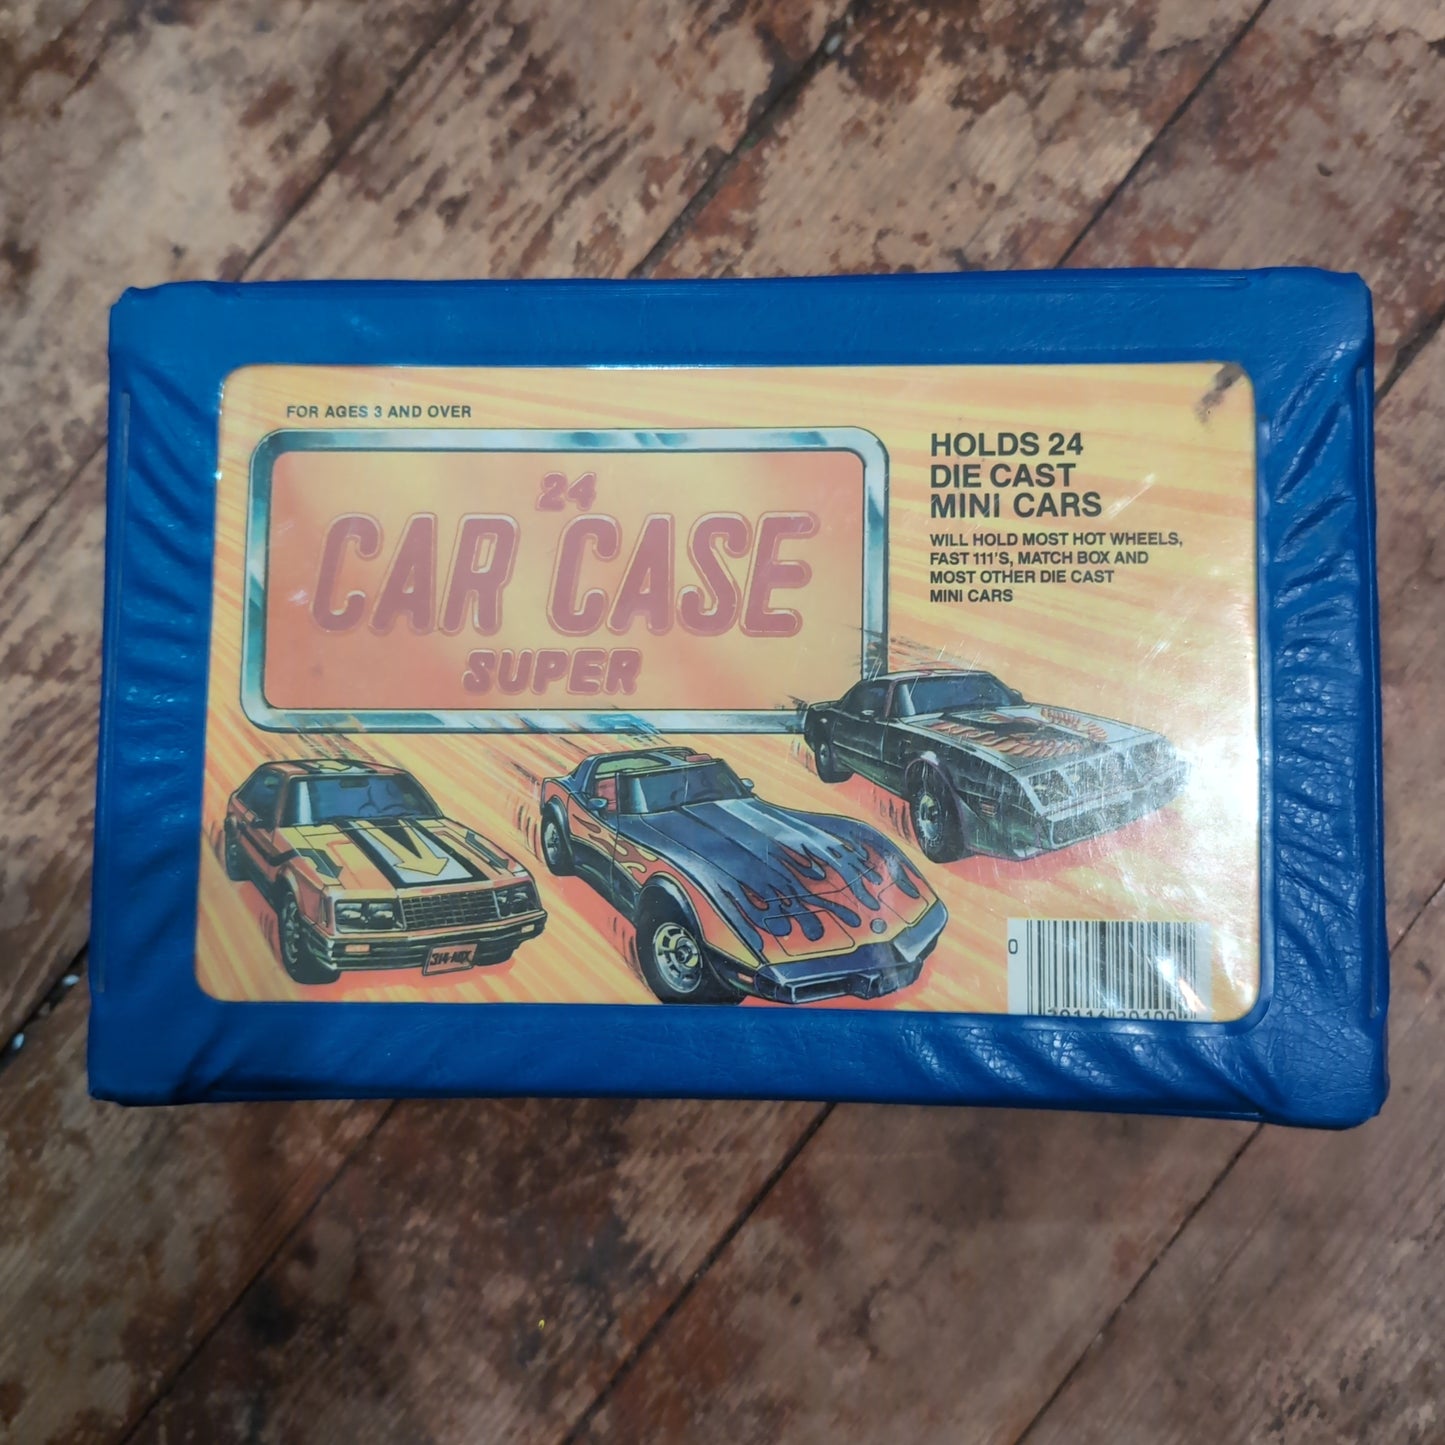 FOR AGES 3 AND OVER
24
CAR CASE
SUPER
HOLDS 24
DIE CAST
MINI CARS
WILL HOLD MOST HOT WHEELS,
FAST 111'S, MATCH BOX AND
MOST OTHER DIE CAST
MINI CARS
0